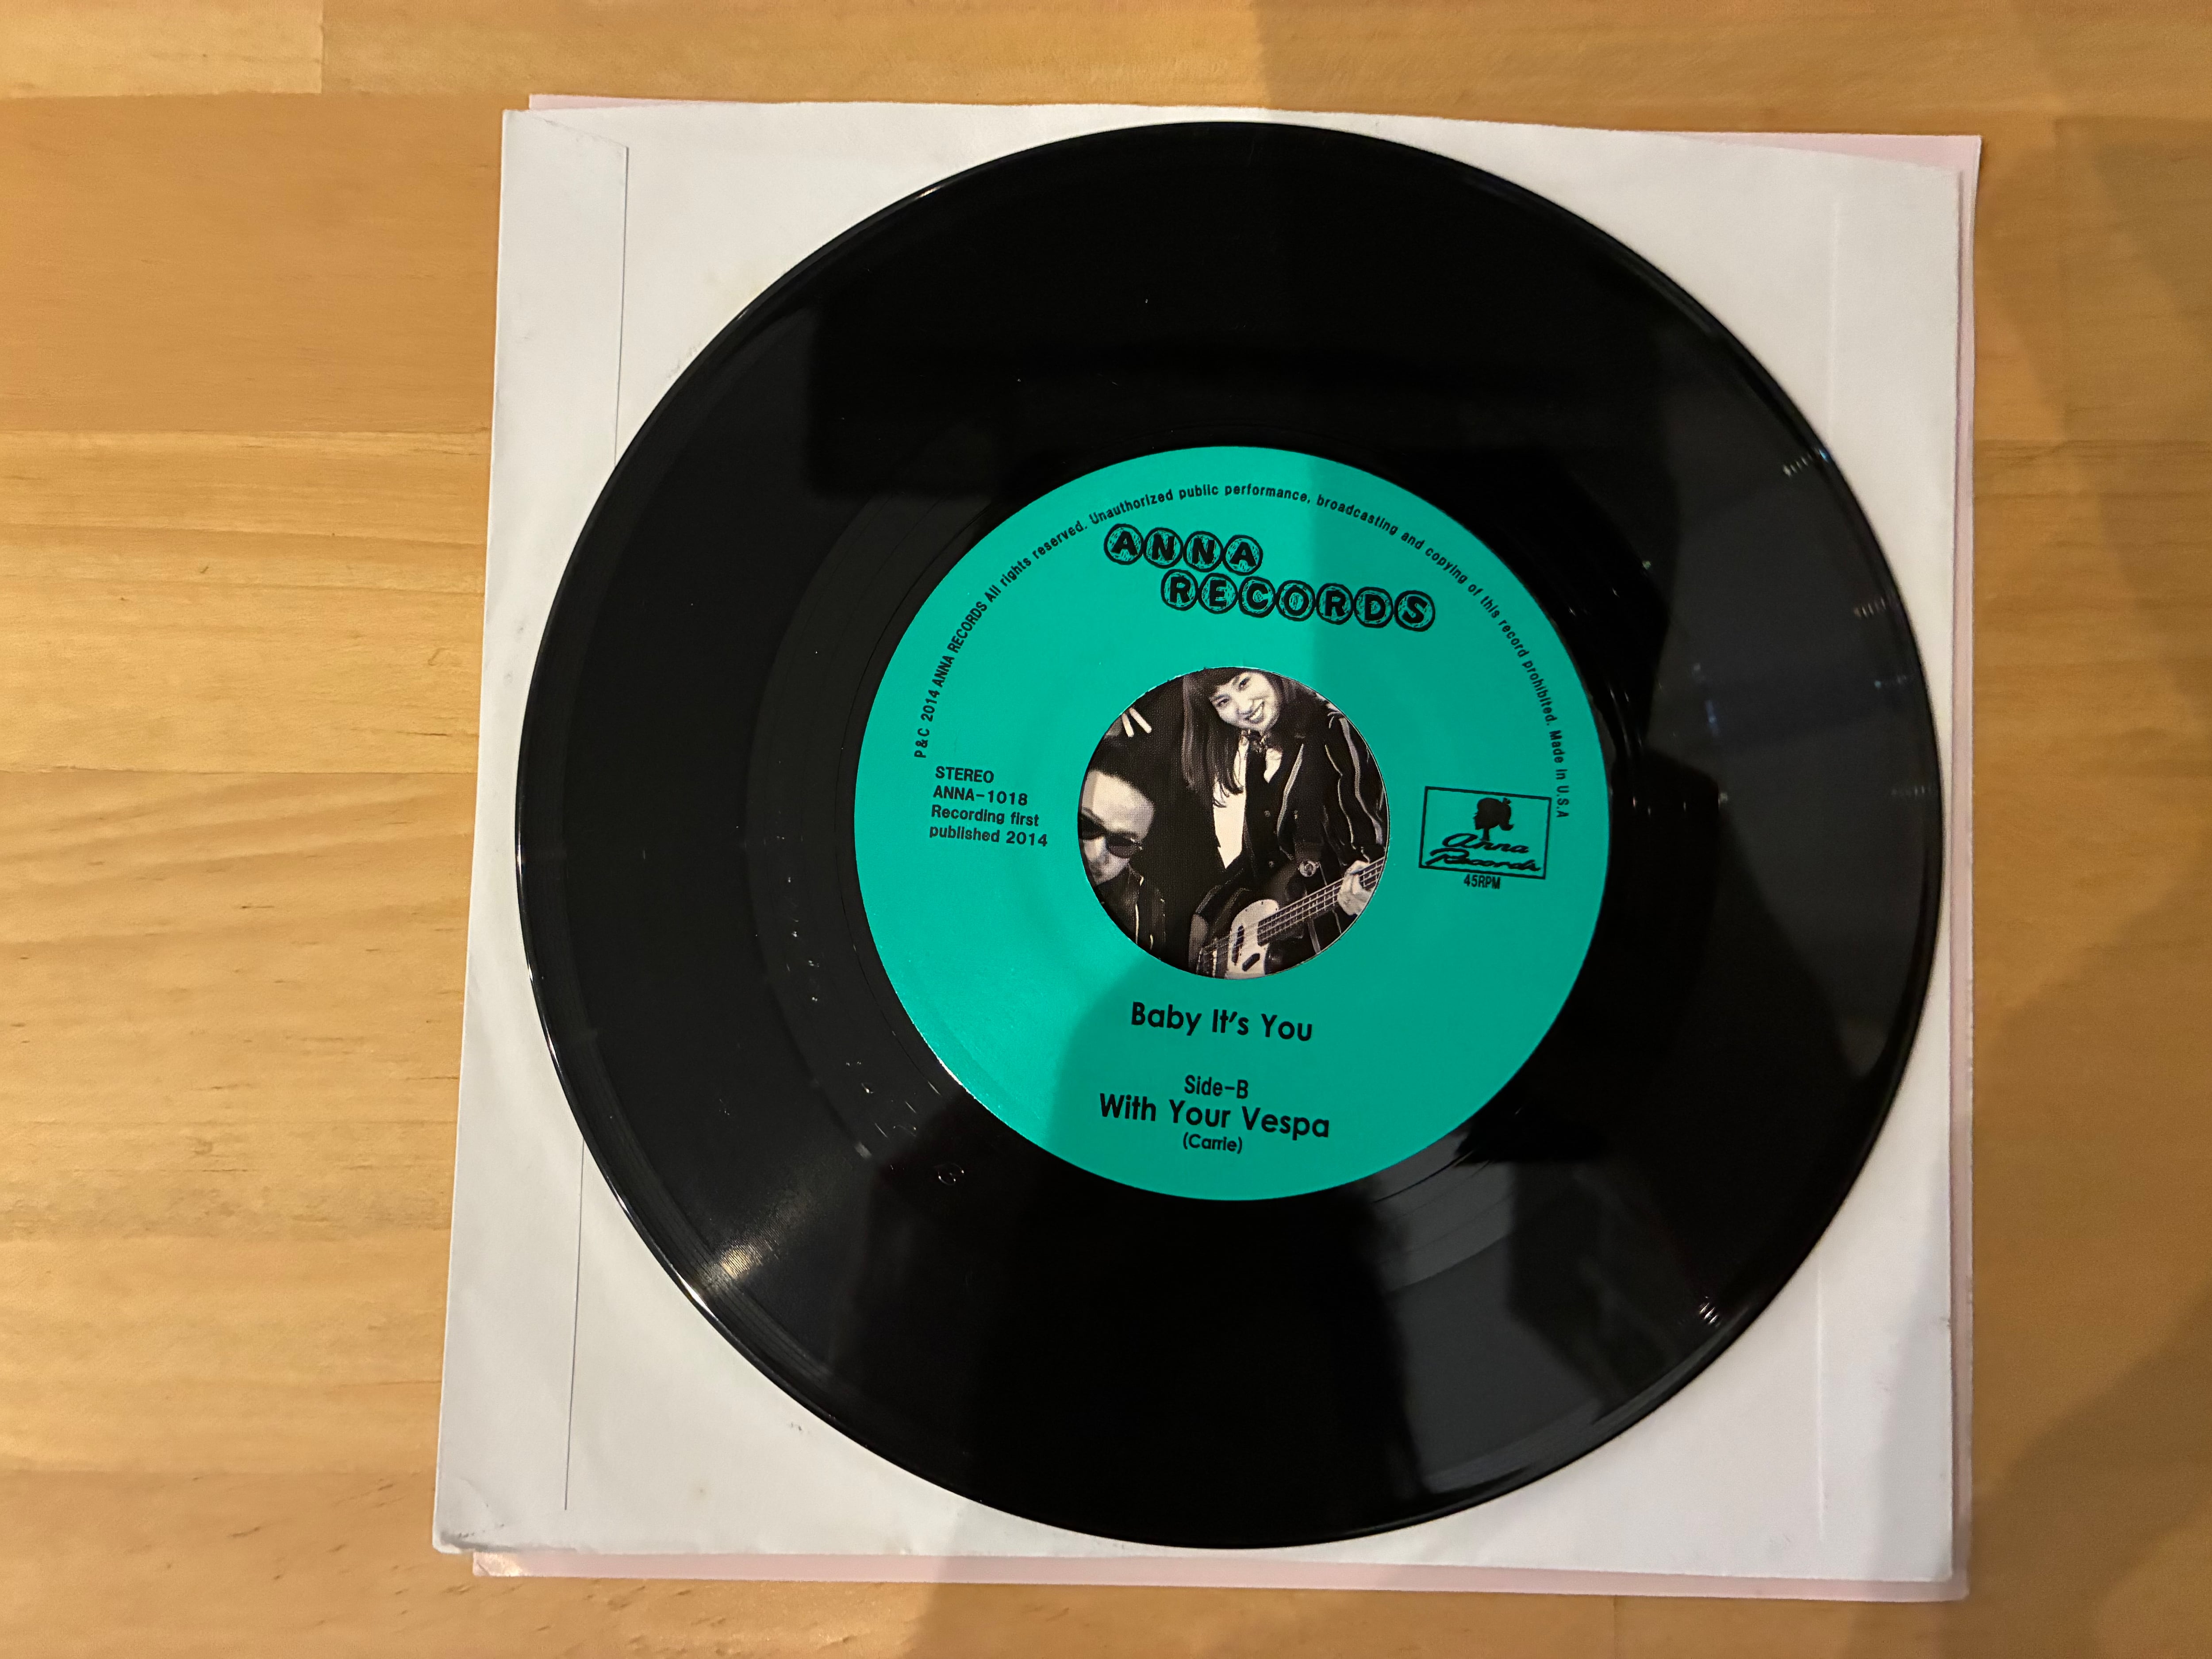 P&C 2014 ANNA RECORDS All rights reserved. Unauthorized public performance, broadcasting and copying of this record prohibited. Made in U.S.A
ANNA
RECORDS
STEREO
ANNA-1018
Recording first
published 2014
Anna
Records
45RPM
Baby It's You
Side-B
With Your Vespa
(Carrie)